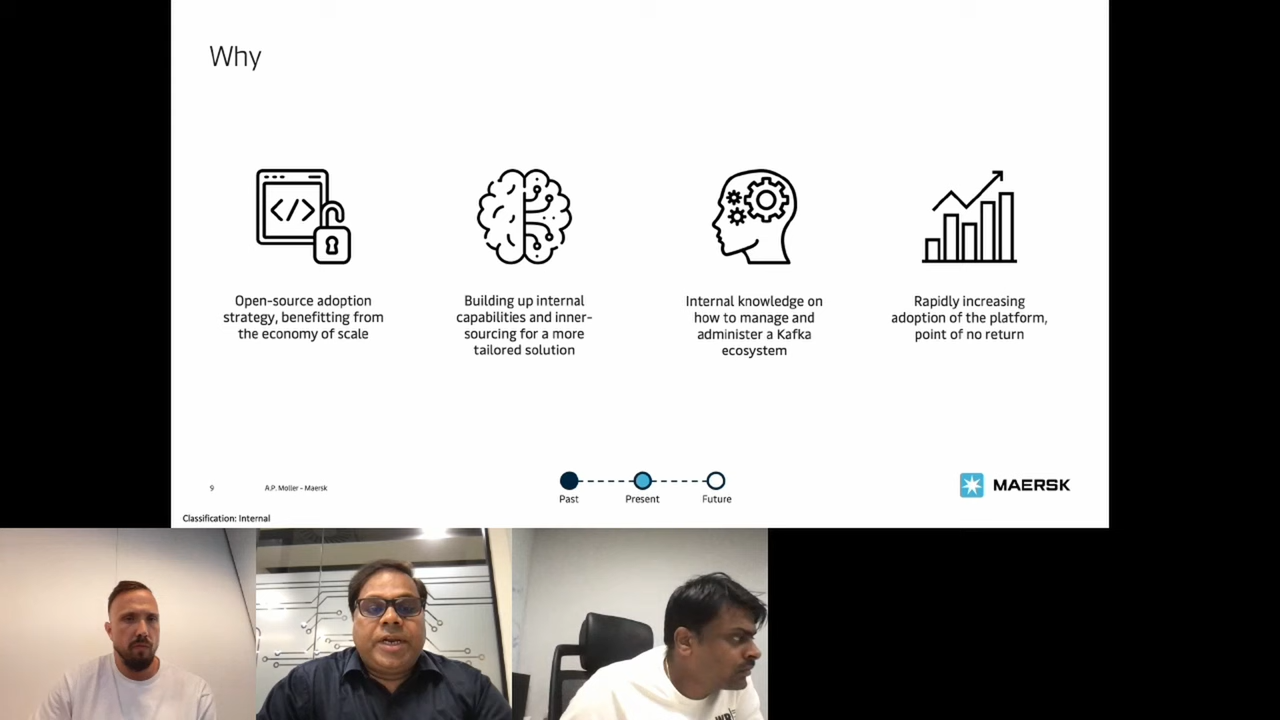 Why
Open-source adoption
strategy, benefitting from
the economy of scale
Building up internal
capabilities and inner-
sourcing for a more
tailored solution
Internal knowledge on
how to manage and
administer a Kafka
ecosystem
Rapidly increasing
adoption of the platform,
point of no return
9
A.P. Moller - Maersk
Past
Present
Future
MAERSK
Classification: Internal